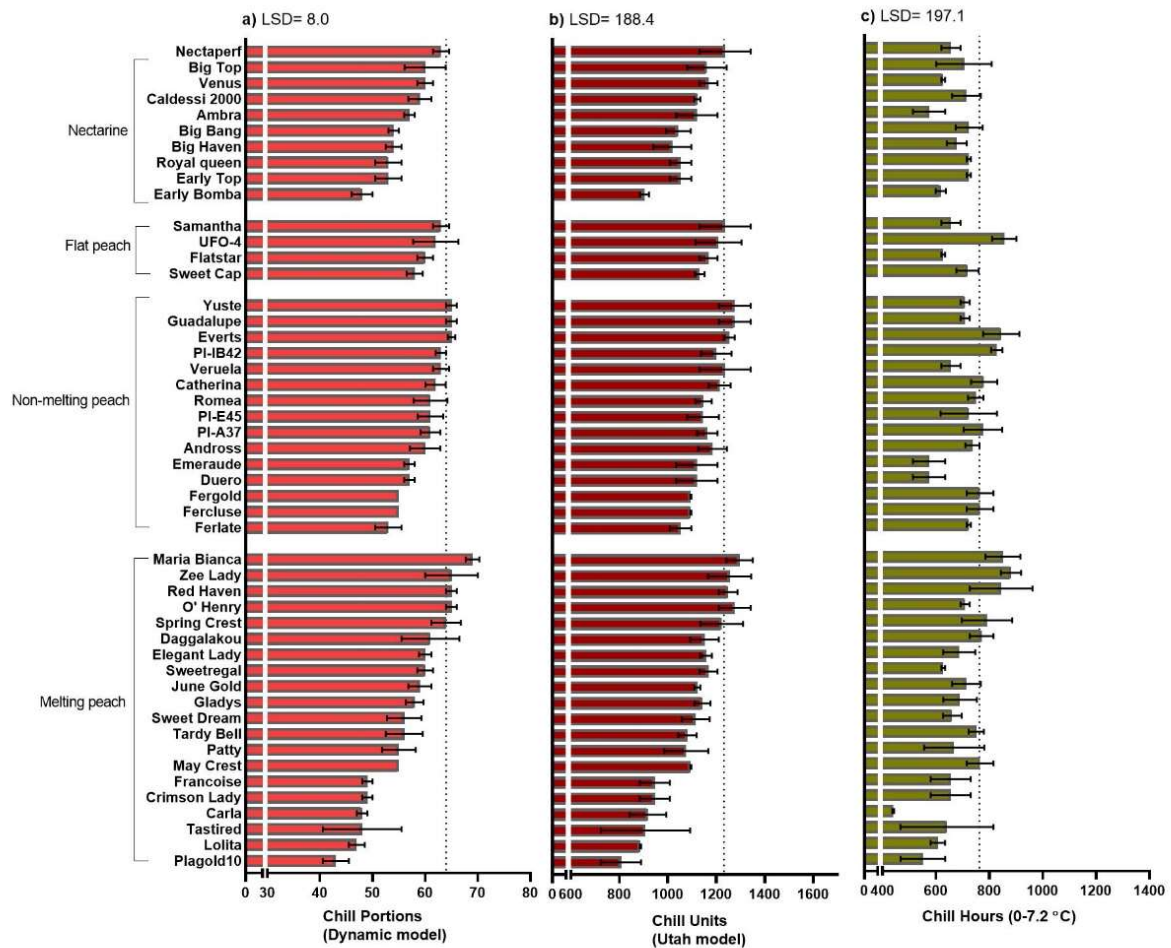 a) LSD= 8.0
b) LSD= 188.4
c) LSD= 197.1
Nectarine
Nectaperf
Big Top
Venus
Caldessi 2000
Ambra
Big Bang
Big Haven
Royal queen
Early Top
Early Bomba
Flat peach
Samantha
UFO-4
Flatstar
Sweet Cap
Non-melting peach
Yuste
Guadalupe
Everts
PI-IB42
Veruela
Catherina
Romea
PI-E45
PI-A37
Andross
Emeraude
Duero
Fergold
Fercluse
Ferlate
Melting peach
Maria Bianca
Zee Lady
Red Haven
O' Henry
Spring Crest
Daggalakou
Elegant Lady
Sweetregal
June Gold
Gladys
Sweet Dream
Tardy Bell
Patty
May Crest
Francoise
Crimson Lady
Carla
Tastired
Lolita
Plagold10
0 30 40 50 60 70 80
Chill Portions
(Dynamic model)
0 600 800 1000 1200 1400 1600
Chill Units
(Utah model)
0 400 600 800 1000 1200 1400
Chill Hours (0-7.2 °C)